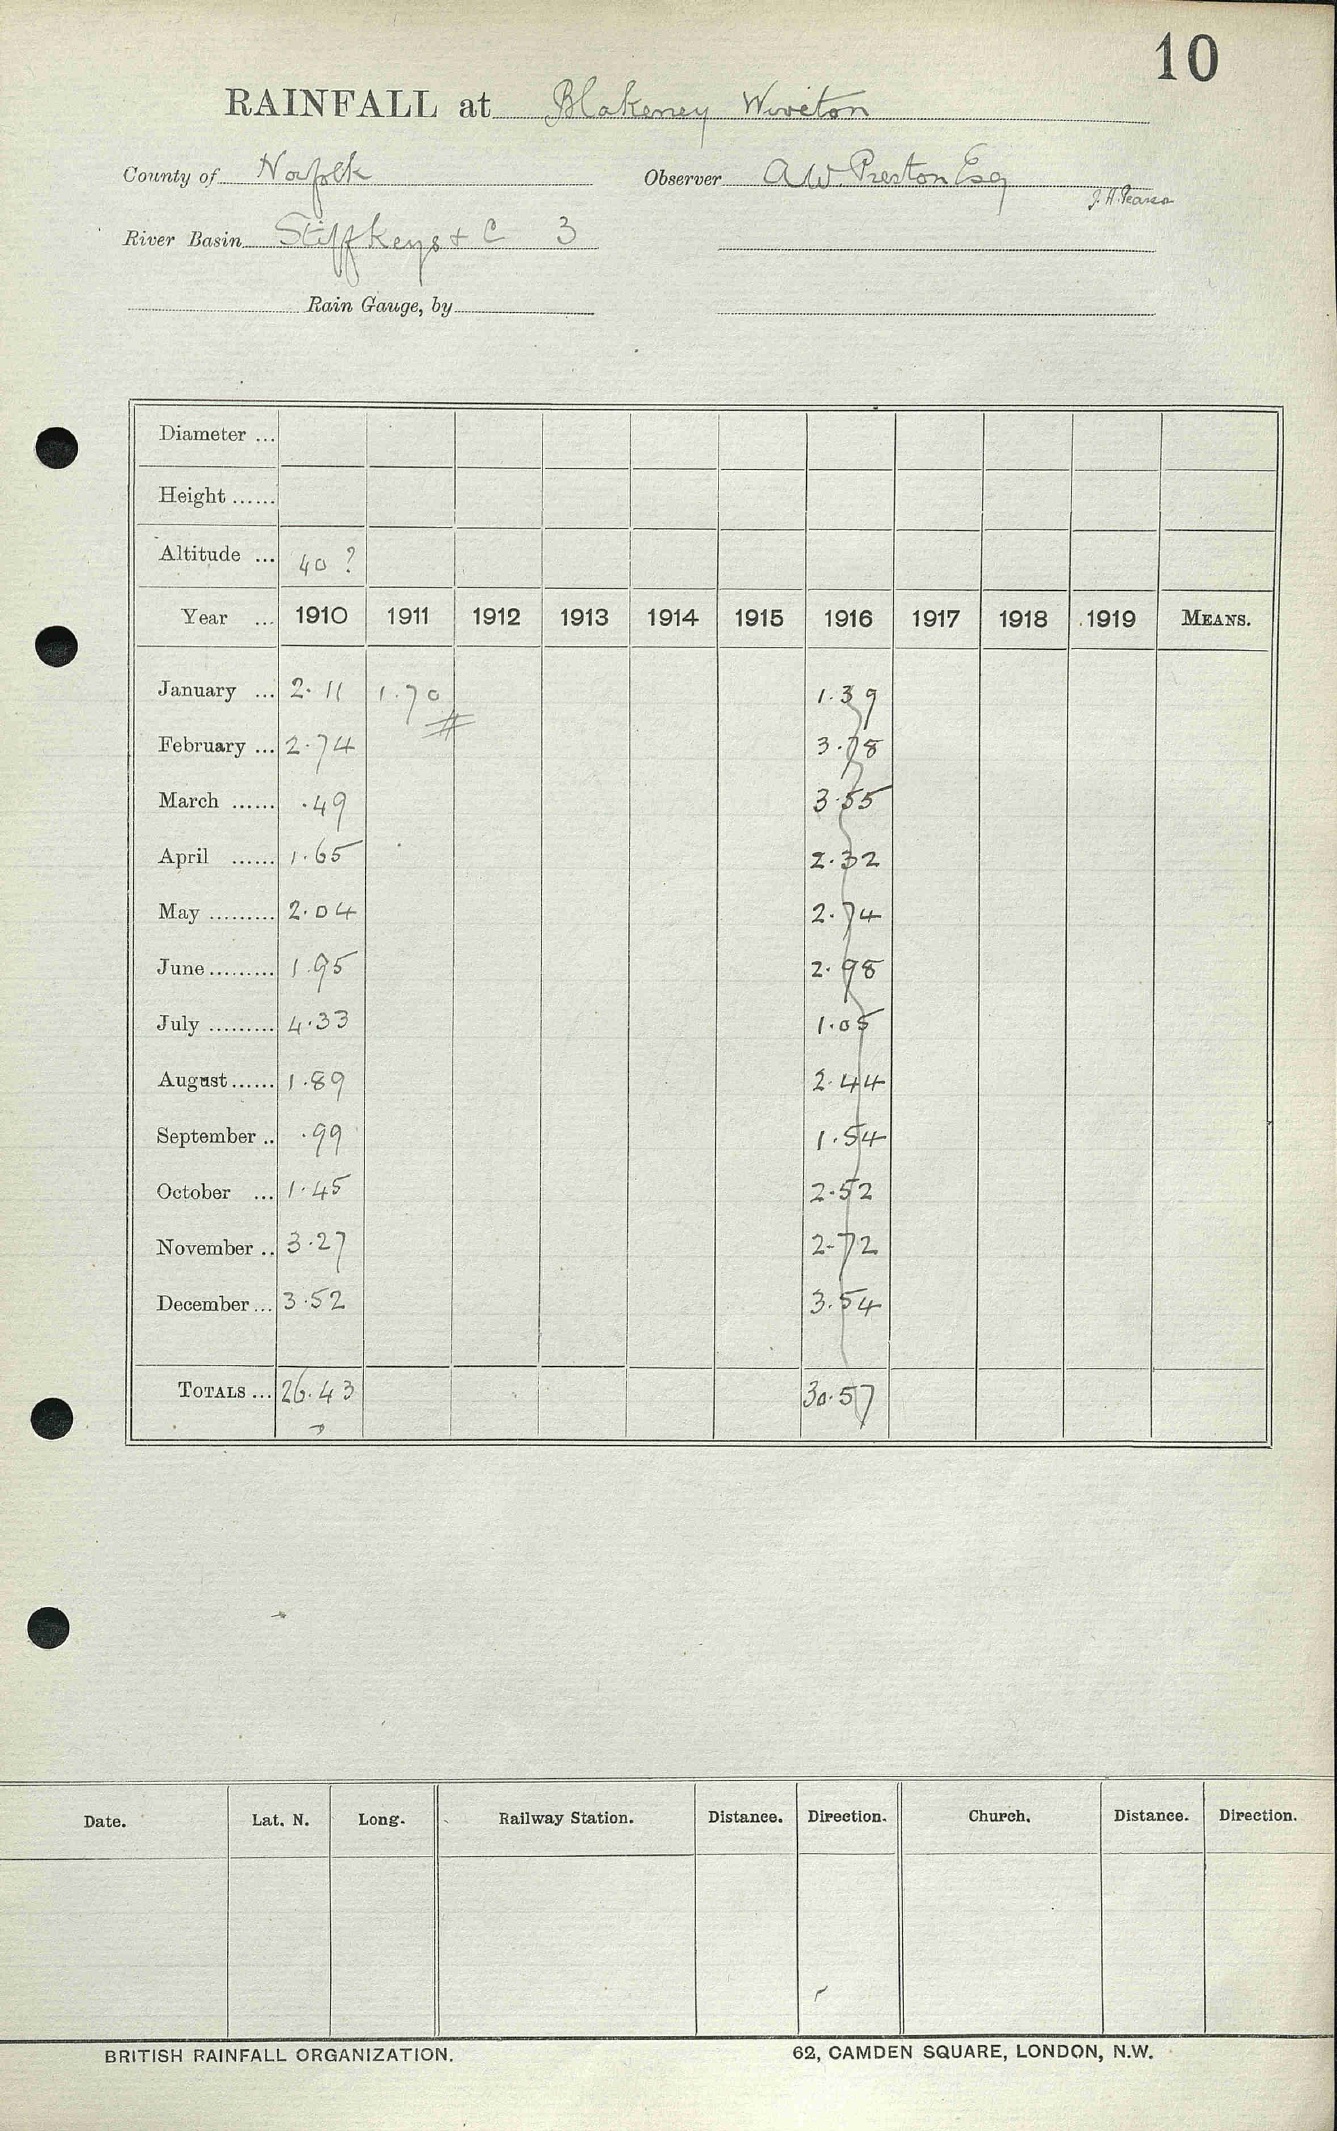 10
RAINFALL at Blakeney Wiveton
County of Norfolk Observer A.W. Preston Esq
River Basin Stiffkeys + C 3
Rain Gauge, by
Diameter ...
Height ......
Altitude ... 40 ?
Year ... 1910 1911 1912 1913 1914 1915 1916 1917 1918 1919 MEANS.
January ... 2.11 1.70 1.39
February ... 2.74 3.78
March ...... .49 3.55
April ...... 1.65 2.32
May ......... 2.04 2.74
June ......... 1.95 2.98
July ......... 4.33 1.05
August ...... 1.89 2.44
September .. .99 1.54
October ... 1.45 2.52
November .. 3.27 2.72
December ... 3.52 3.54
TOTALS ... 26.43 30.57
Date. Lat. N. Long. Railway Station. Distance. Direction. Church. Distance. Direction.
BRITISH RAINFALL ORGANIZATION. 62, CAMDEN SQUARE, LONDON, N.W.